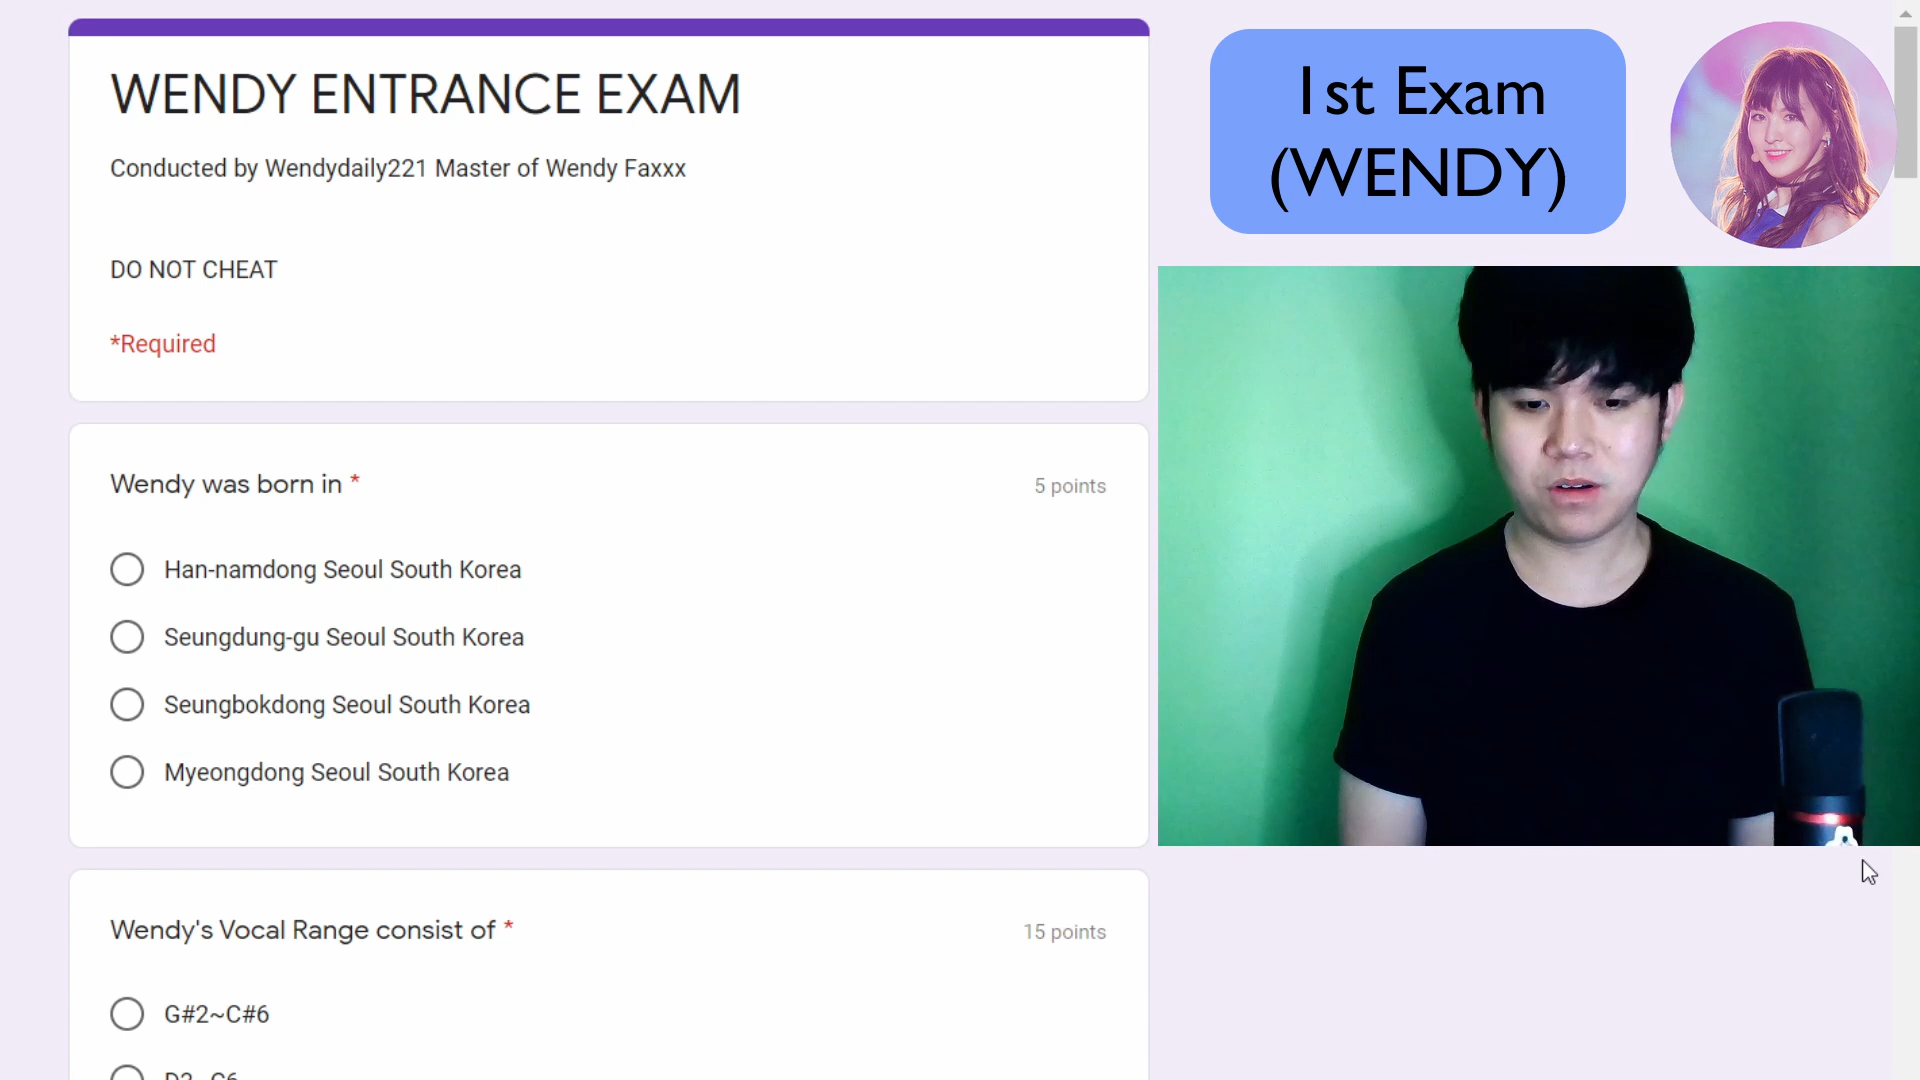 WENDY ENTRANCE EXAM
Conducted by Wendydaily221 Master of Wendy Faxxx
DO NOT CHEAT
*Required
Wendy was born in *
5 points
Han-namdong Seoul South Korea
Seungdung-gu Seoul South Korea
Seungbokdong Seoul South Korea
Myeongdong Seoul South Korea
Wendy's Vocal Range consist of *
15 points
G#2~C#6
1st Exam
(WENDY)